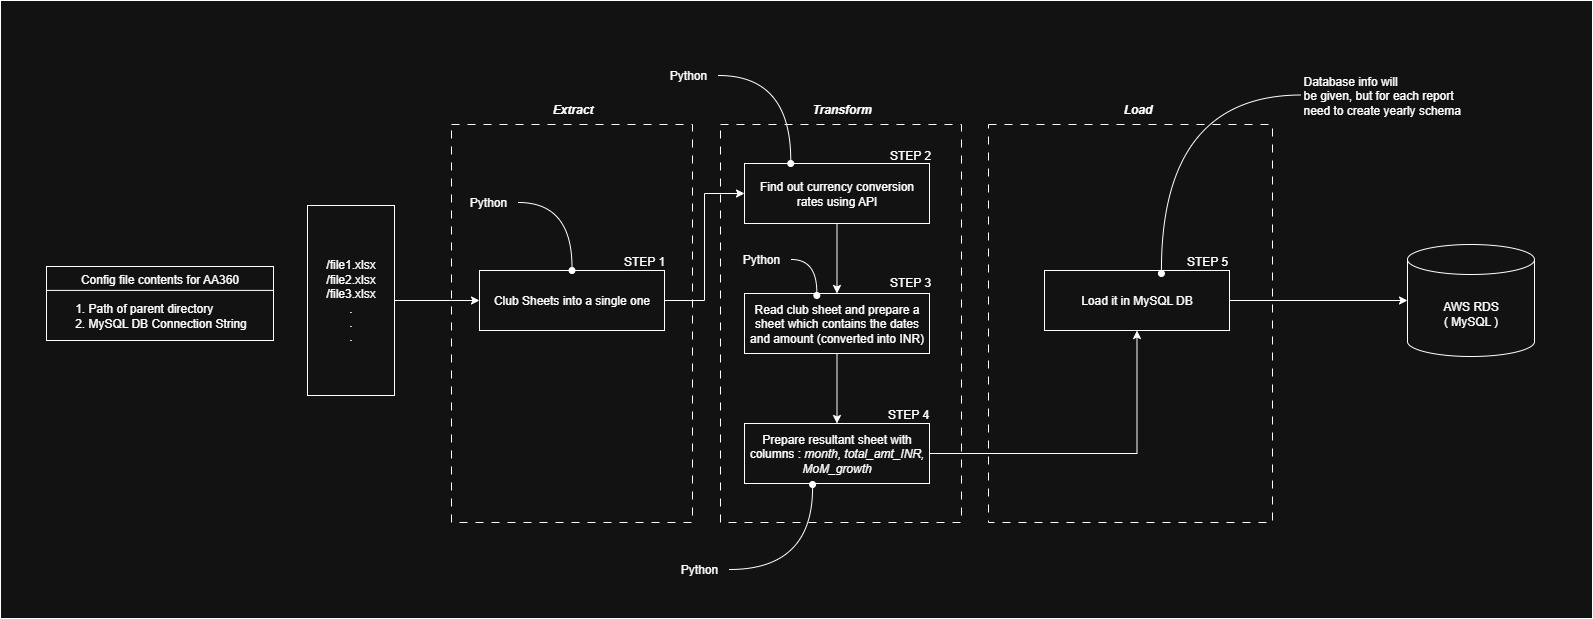 Config file contents for AA360
1. Path of parent directory
2. MySQL DB Connection String
/file1.xlsx
/file2.xlsx
/file3.xlsx
.
.
.
Extract
Python
STEP 1
Club Sheets into a single one
Python
Transform
STEP 2
Find out currency conversion
rates using API
Python
STEP 3
Read club sheet and prepare a
sheet which contains the dates
and amount (converted into INR)
STEP 4
Prepare resultant sheet with
columns : month, total_amt_INR,
MoM_growth
Python
Load
Database info will
be given, but for each report
need to create yearly schema
STEP 5
Load it in MySQL DB
AWS RDS
( MySQL )